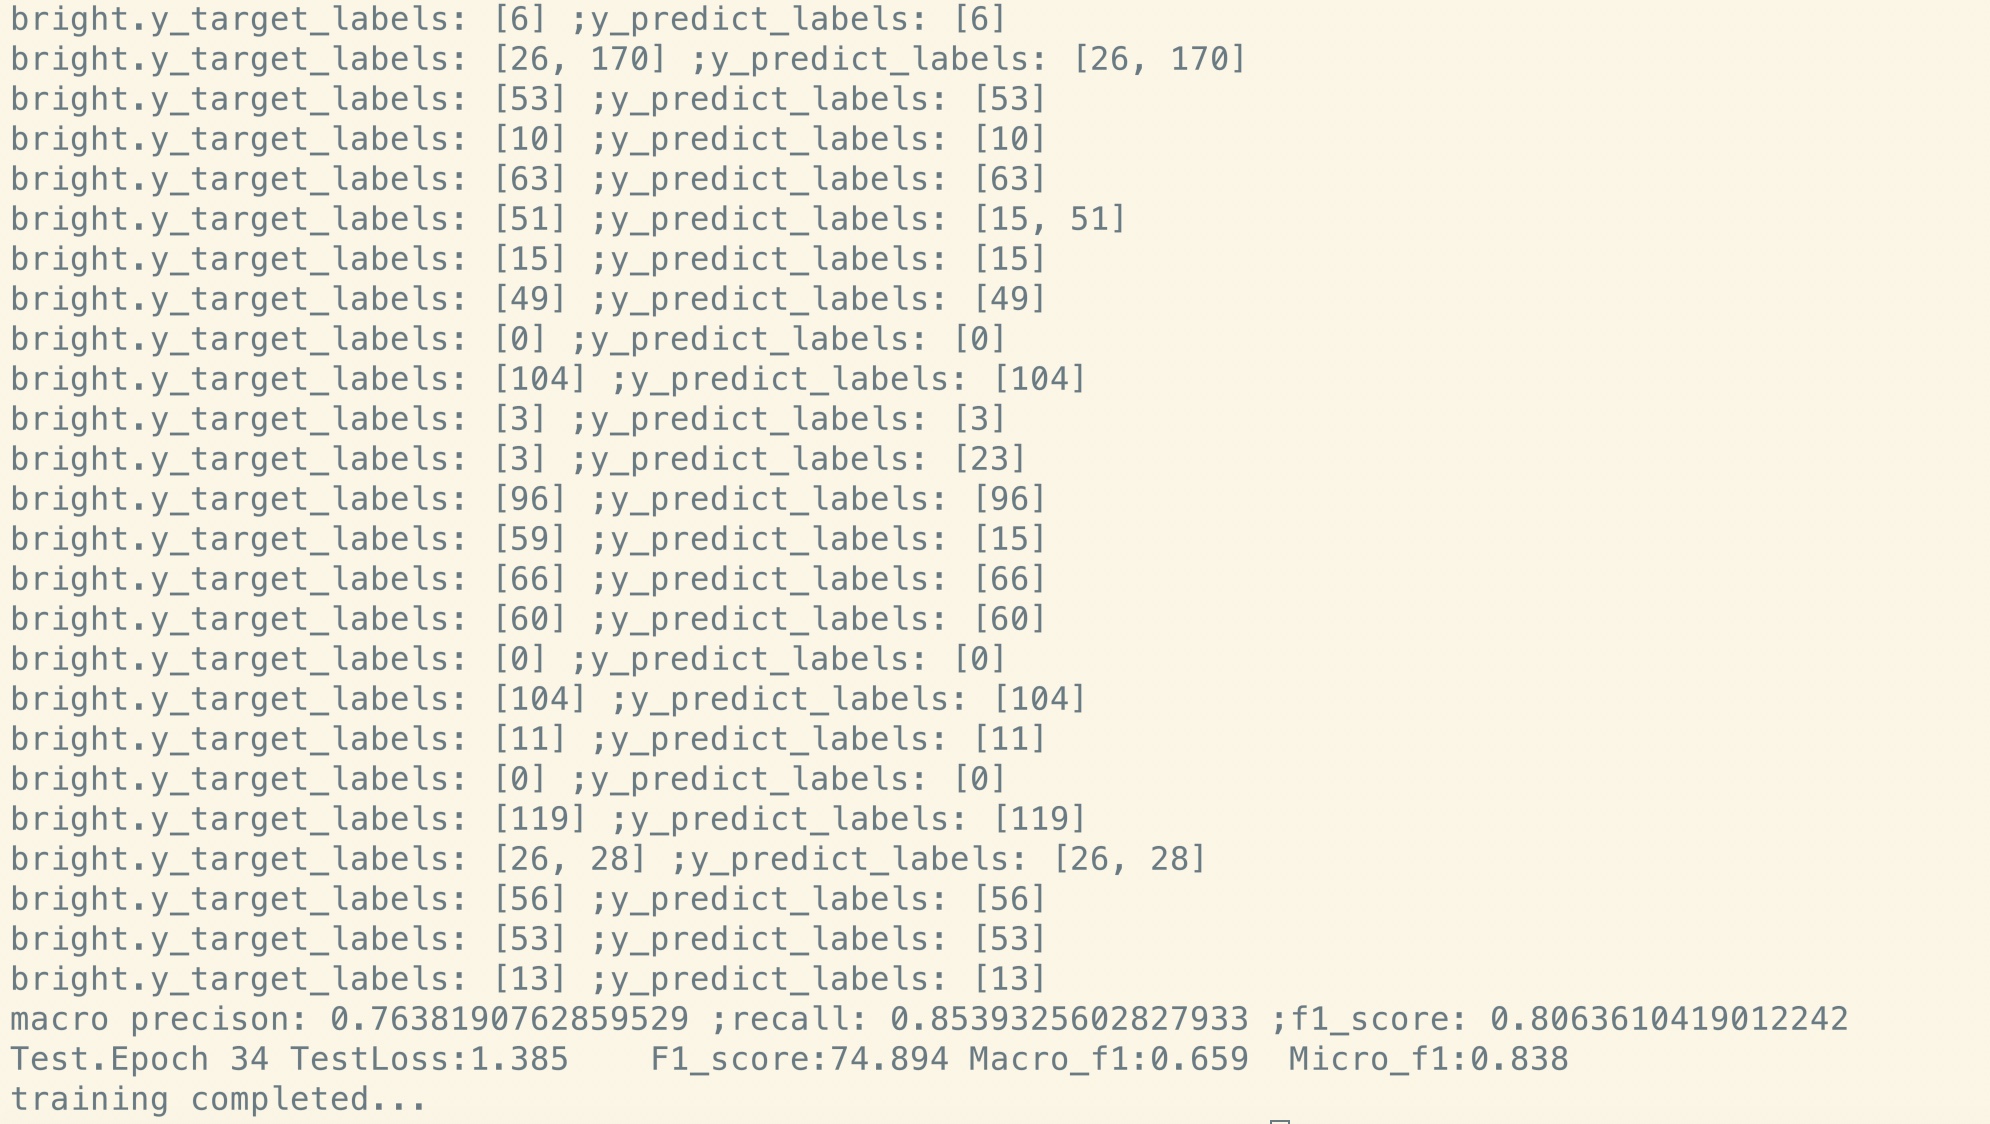 bright.y_target_labels: [6] ;y_predict_labels: [6]
bright.y_target_labels: [26, 170] ;y_predict_labels: [26, 170]
bright.y_target_labels: [53] ;y_predict_labels: [53]
bright.y_target_labels: [10] ;y_predict_labels: [10]
bright.y_target_labels: [63] ;y_predict_labels: [63]
bright.y_target_labels: [51] ;y_predict_labels: [15, 51]
bright.y_target_labels: [15] ;y_predict_labels: [15]
bright.y_target_labels: [49] ;y_predict_labels: [49]
bright.y_target_labels: [0] ;y_predict_labels: [0]
bright.y_target_labels: [104] ;y_predict_labels: [104]
bright.y_target_labels: [3] ;y_predict_labels: [3]
bright.y_target_labels: [3] ;y_predict_labels: [23]
bright.y_target_labels: [96] ;y_predict_labels: [96]
bright.y_target_labels: [59] ;y_predict_labels: [15]
bright.y_target_labels: [66] ;y_predict_labels: [66]
bright.y_target_labels: [60] ;y_predict_labels: [60]
bright.y_target_labels: [0] ;y_predict_labels: [0]
bright.y_target_labels: [104] ;y_predict_labels: [104]
bright.y_target_labels: [11] ;y_predict_labels: [11]
bright.y_target_labels: [0] ;y_predict_labels: [0]
bright.y_target_labels: [119] ;y_predict_labels: [119]
bright.y_target_labels: [26, 28] ;y_predict_labels: [26, 28]
bright.y_target_labels: [56] ;y_predict_labels: [56]
bright.y_target_labels: [53] ;y_predict_labels: [53]
bright.y_target_labels: [13] ;y_predict_labels: [13]
macro precison: 0.7638190762859529 ;recall: 0.8539325602827933 ;f1_score: 0.8063610419012242
Test.Epoch 34 TestLoss:1.385    F1_score:74.894 Macro_f1:0.659  Micro_f1:0.838
training completed...